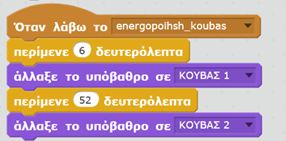 Όταν λάβω το energopoihsh_koubas
περίμενε 6 δευτερόλεπτα
άλλαξε το υπόβαθρο σε ΚΟΥΒΑΣ 1
περίμενε 52 δευτερόλεπτα
άλλαξε το υπόβαθρο σε ΚΟΥΒΑΣ 2